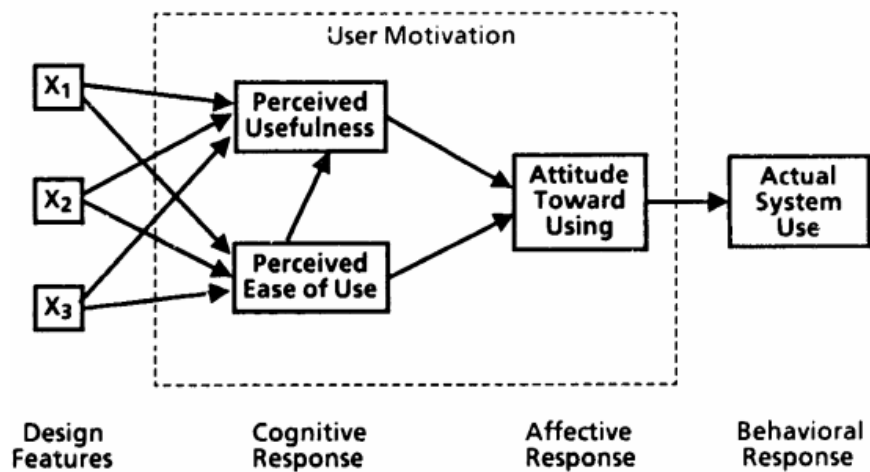 User Motivation
X1
X2
X3
Perceived
Usefulness
Perceived
Ease of Use
Attitude
Toward
Using
Actual
System
Use
Design
Features
Cognitive
Response
Affective
Response
Behavioral
Response